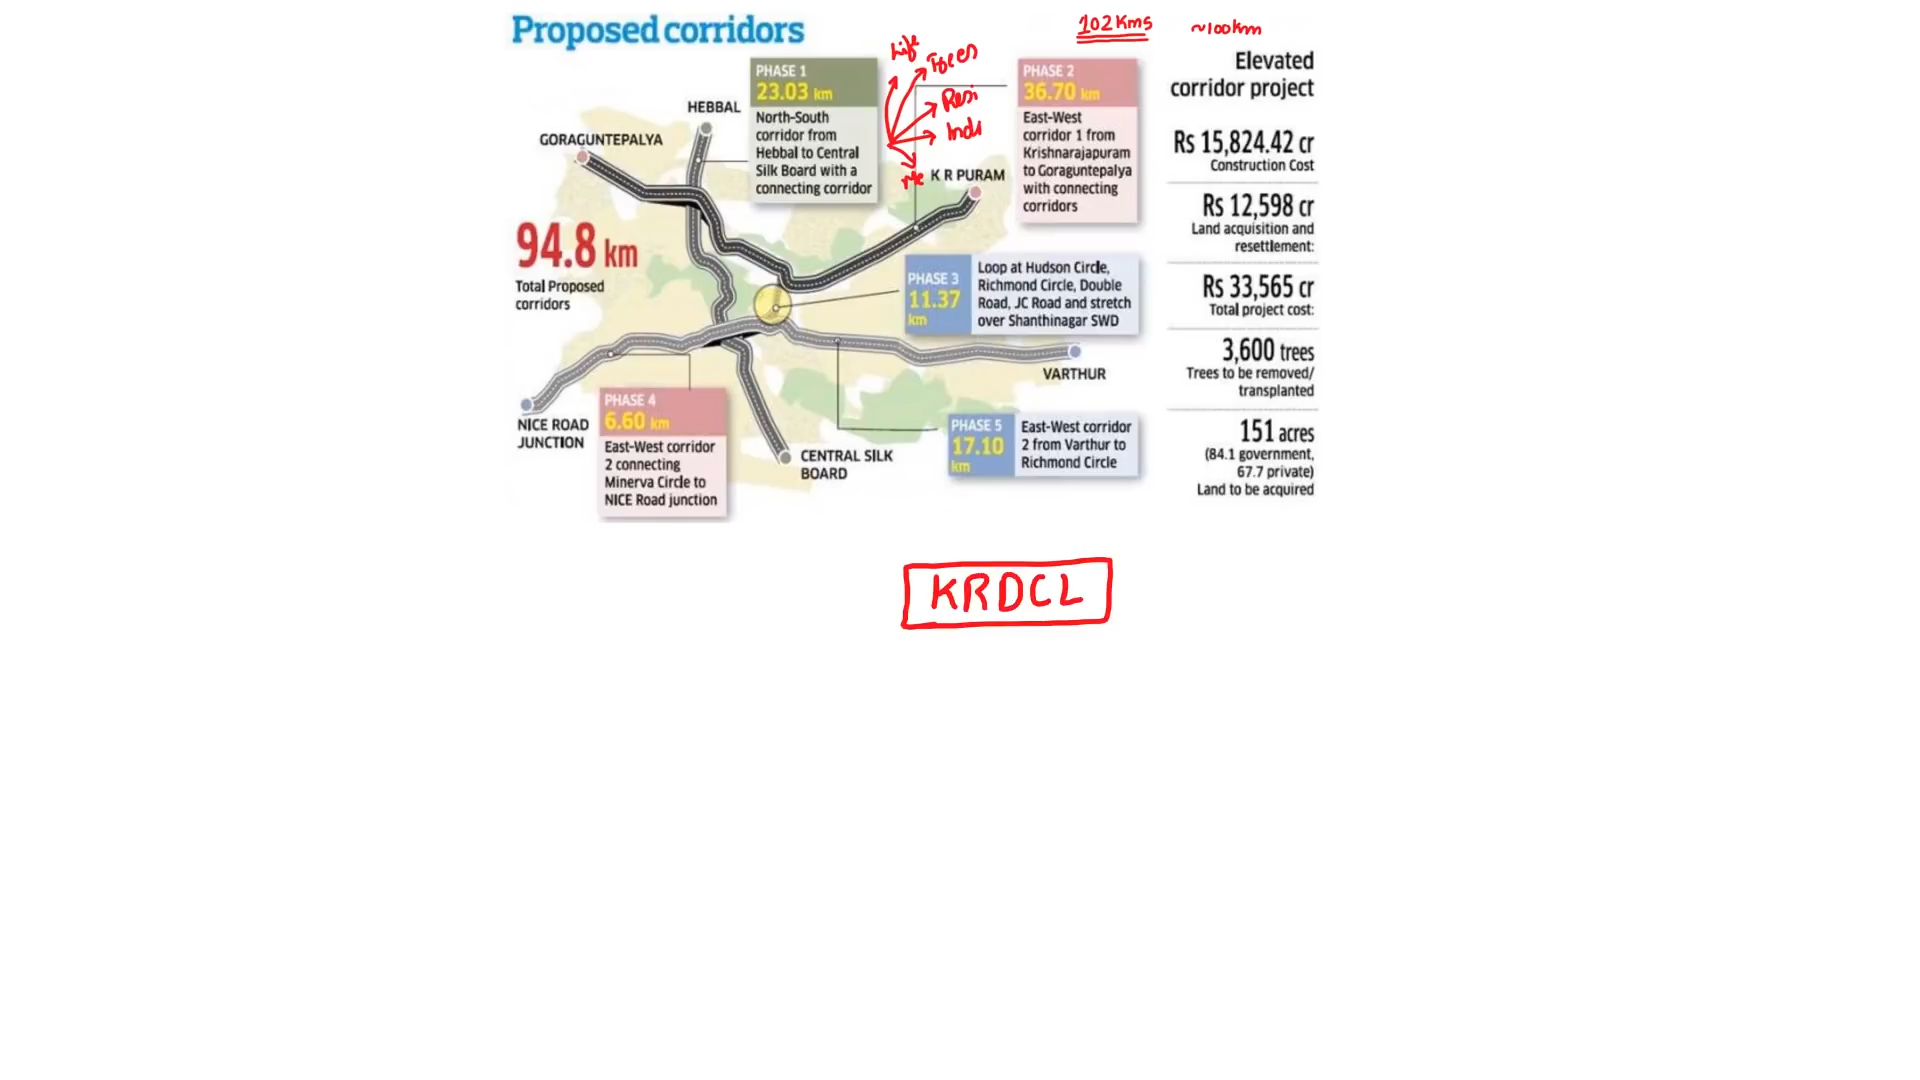 Proposed corridors
102 Kms
~100km
Life
Trees
Resi
Indu
PHASE 1
23.03 km
North-South
corridor from
Hebbal to Central
Silk Board with a
connecting corridor
PHASE 2
36.70 km
East-West
corridor 1 from
Krishnarajapuram
to Goraguntepalya
with connecting
corridors
HEBBAL
GORAGUNTEPALYA
K R PURAM
94.8 km
Total Proposed
corridors
PHASE 3
11.37
km
Loop at Hudson Circle,
Richmond Circle, Double
Road, JC Road and stretch
over Shanthinagar SWD
VARTHUR
NICE ROAD
JUNCTION
PHASE 4
6.60 km
East-West corridor
2 connecting
Minerva Circle to
NICE Road junction
CENTRAL SILK
BOARD
PHASE 5
17.10
km
East-West corridor
2 from Varthur to
Richmond Circle
Elevated
corridor project
Rs 15,824.42 cr
Construction Cost
Rs 12,598 cr
Land acquisition and
resettlement:
Rs 33,565 cr
Total project cost:
3,600 trees
Trees to be removed/
transplanted
151 acres
(84.1 government,
67.7 private)
Land to be acquired
KRDCL